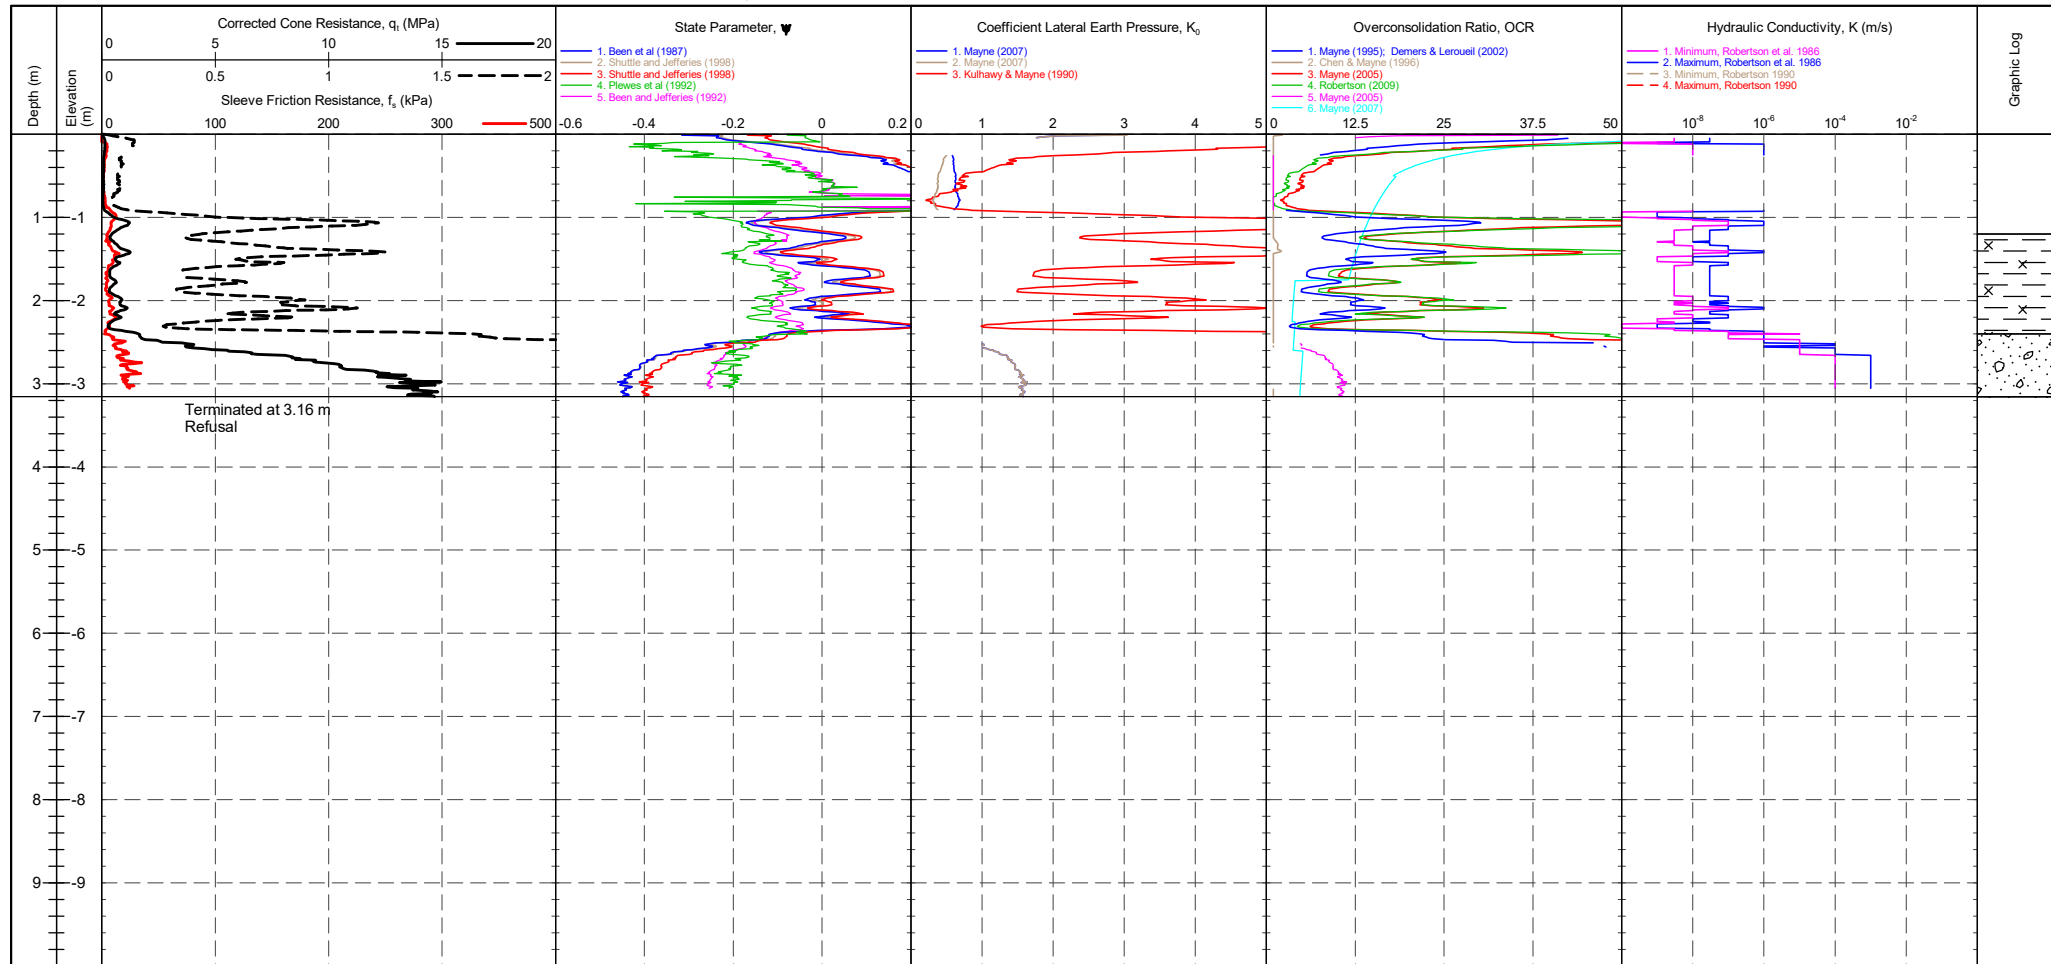 Depth (m)
Elevation (m)
Corrected Cone Resistance, qt (MPa)
0 5 15 20
0 0.5 1 1.5 2
10
Sleeve Friction Resistance, fs (kPa)
100 200 300 500
State Parameter, ψ
1. Been et al (1987)
2. Shuttle and Jefferies (1998)
3. Shuttle and Jefferies (1998)
4. Plewes et al (1992)
5. Been and Jefferies (1992)
-0.6 -0.4 -0.2 0 0.2
Coefficient Lateral Earth Pressure, K0
1. Mayne (2007)
2. Mayne (2007)
3. Kulhawy & Mayne (1990)
0 1 2 3 4 5
Overconsolidation Ratio, OCR
1. Mayne (1995); Demers & Leroueil (2002)
2. Chen & Mayne (1996)
3. Mayne (2005)
4. Robertson (2009)
5. Mayne (2005)
6. Mayne (2007)
0 12.5 25 37.5 50
Hydraulic Conductivity, K (m/s)
1. Minimum, Robertson et al. 1986
2. Maximum, Robertson et al. 1986
3. Minimum, Robertson 1990
4. Maximum, Robertson 1990
10-8 10-6 10-4 10-2
Graphic Log
1 -1
2 -2
3 -3
Terminated at 3.16 m
Refusal
4 -4
5 -5
6 -6
7 -7
8 -8
9 -9